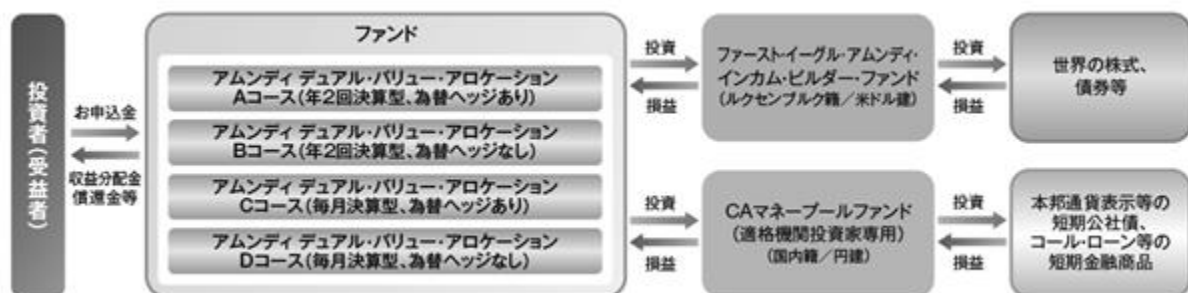 投資者(受益者)
お申込金
収益分配金
償還金等
ファンド
アムンディ デュアル・バリュー・アロケーション
Aコース(年2回決算型、為替ヘッジあり)
アムンディ デュアル・バリュー・アロケーション
Bコース(年2回決算型、為替ヘッジなし)
アムンディ デュアル・バリュー・アロケーション
Cコース(毎月決算型、為替ヘッジあり)
アムンディ デュアル・バリュー・アロケーション
Dコース(毎月決算型、為替ヘッジなし)
投資
損益
ファースト・イーグル・アムンディ・
インカム・ビルダー・ファンド
(ルクセンブルク籍/米ドル建)
投資
損益
世界の株式、
債券等
投資
損益
CAマネープールファンド
(適格機関投資家専用)
(国内籍/円建)
投資
損益
本邦通貨表示等の
短期公社債、
コール・ローン等の
短期金融商品